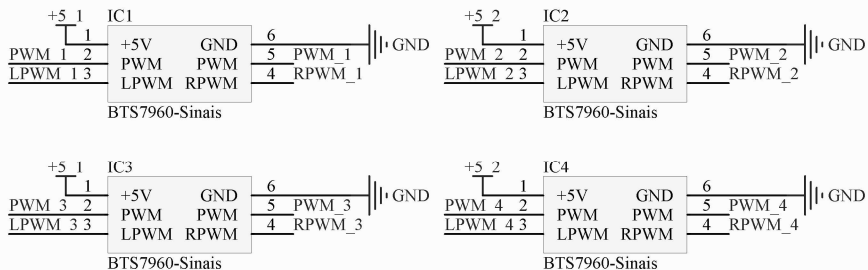 +5_1 IC1
1 +5V GND 6 GND
PWM_1 2 PWM PWM 5 PWM_1
LPWM_1 3 LPWM RPWM 4 RPWM_1
BTS7960-Sinais
+5_2 IC2
1 +5V GND 6 GND
PWM_2 2 PWM PWM 5 PWM_2
LPWM_2 3 LPWM RPWM 4 RPWM_2
BTS7960-Sinais
+5_1 IC3
1 +5V GND 6 GND
PWM_3 2 PWM PWM 5 PWM_3
LPWM_3 3 LPWM RPWM 4 RPWM_3
BTS7960-Sinais
+5_2 IC4
1 +5V GND 6 GND
PWM_4 2 PWM PWM 5 PWM_4
LPWM_4 3 LPWM RPWM 4 RPWM_4
BTS7960-Sinais